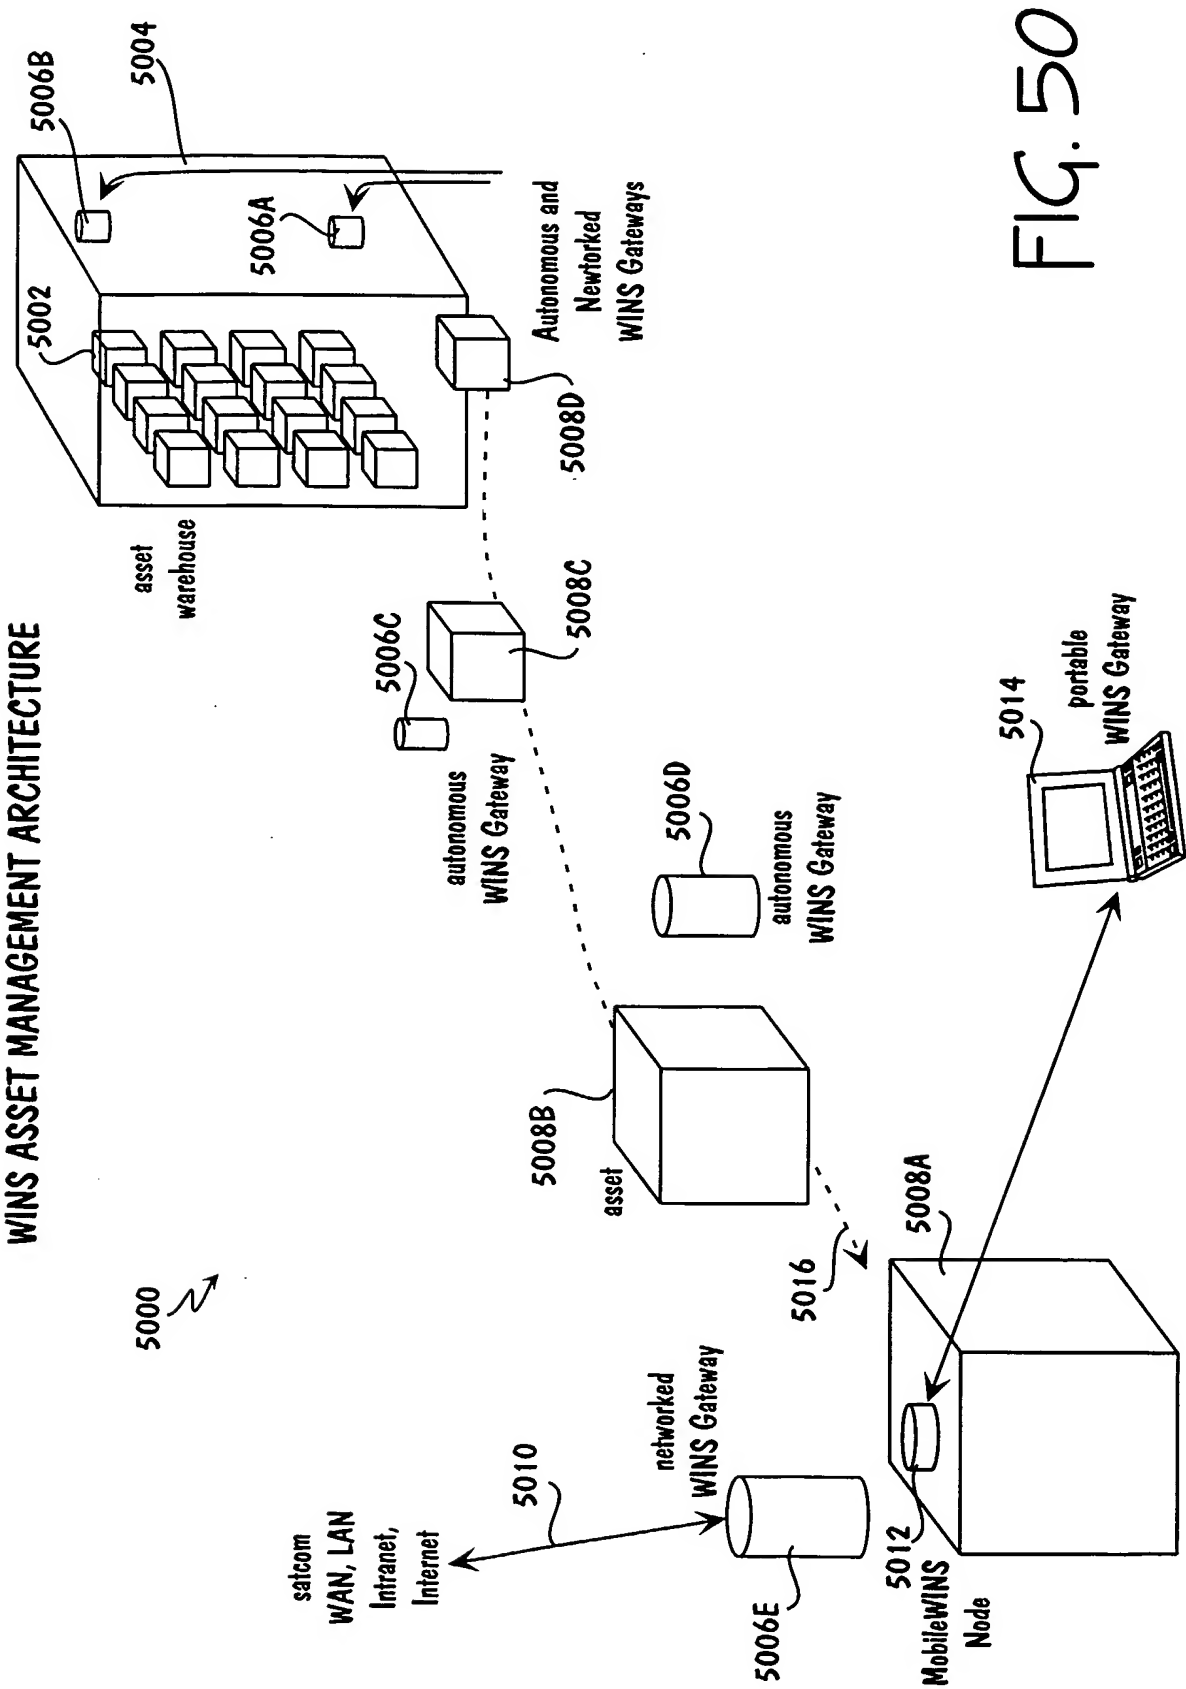 WINS ASSET MANAGEMENT ARCHITECTURE
5000
satcom
WAN, LAN
Intranet,
Internet
5010
networked
WINS Gateway
5006E
5012
MobileWINS
Node
5008A
5016
asset
5008B
autonomous
WINS Gateway
5006D
autonomous
WINS Gateway
5006C
5008C
asset
warehouse
5002
5006B
5004
5006A
5008D
Autonomous and
Newtorked
WINS Gateways
5014
portable
WINS Gateway
FIG. 50